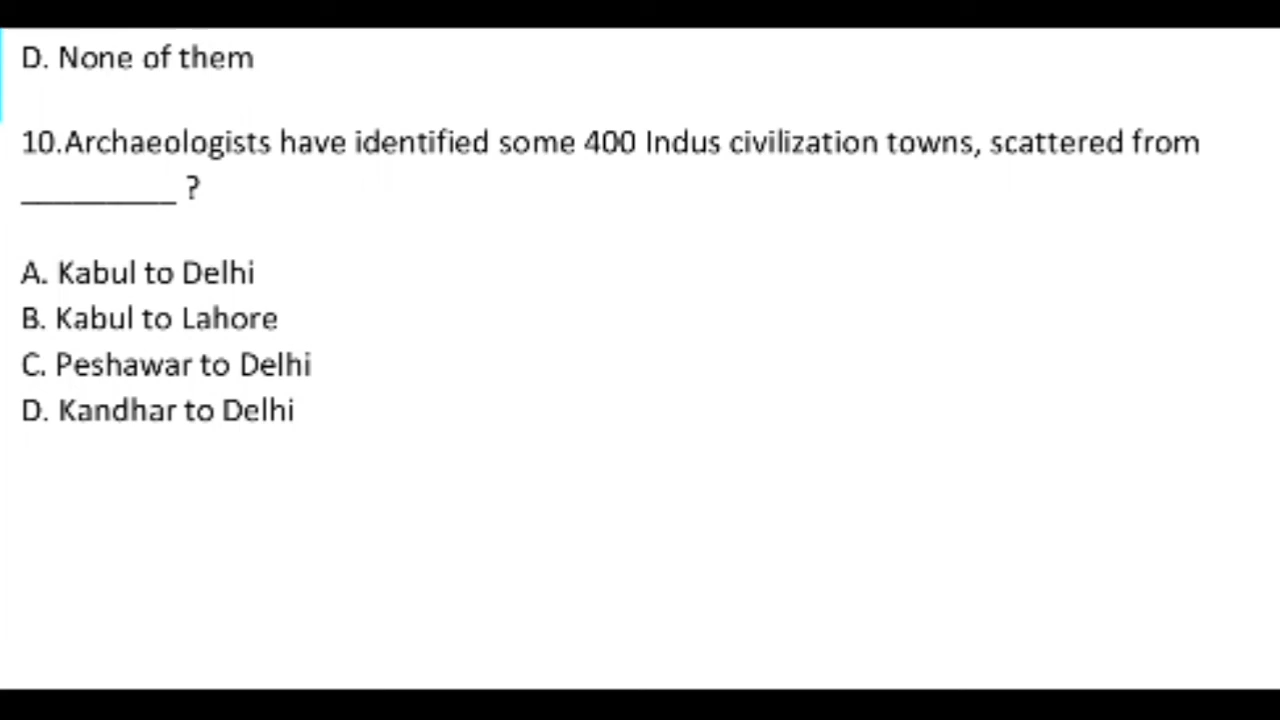 D. None of them
10.Archaeologists have identified some 400 Indus civilization towns, scattered from
_________ ?
A. Kabul to Delhi
B. Kabul to Lahore
C. Peshawar to Delhi
D. Kandhar to Delhi